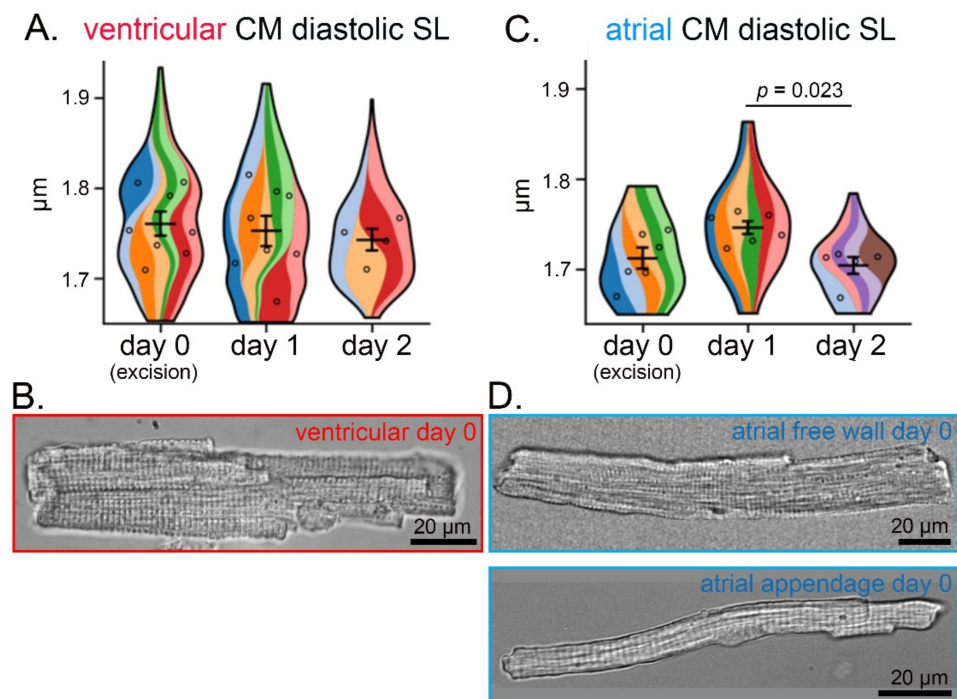 A. ventricular CM diastolic SL
µm
1.9
1.8
1.7
day 0
(excision)
day 1
day 2
C. atrial CM diastolic SL
µm
1.9
1.8
1.7
p = 0.023
day 0
(excision)
day 1
day 2
B.
ventricular day 0
20 µm
D.
atrial free wall day 0
20 µm
atrial appendage day 0
20 µm